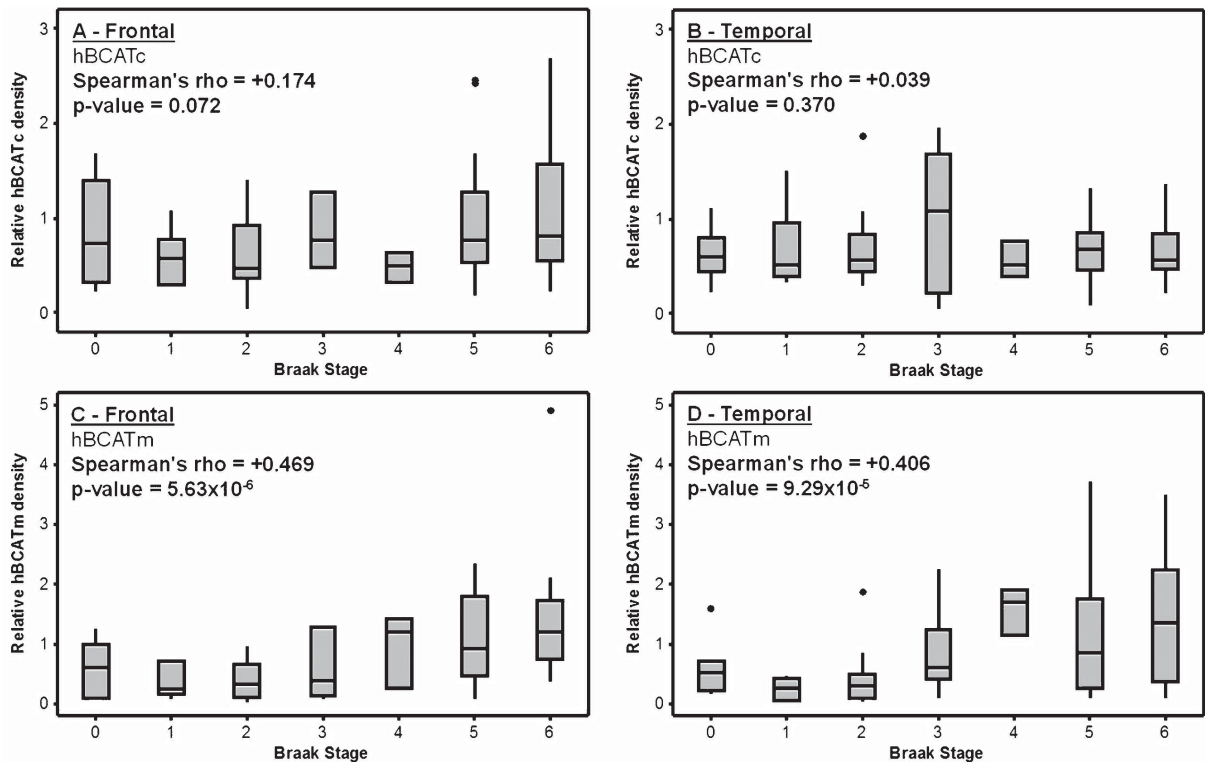 A - Frontal
hBCATc
Spearman's rho = +0.174
p-value = 0.072
Relative hBCATc density
3
2
1
0
0 1 2 3 4 5 6
Braak Stage
B - Temporal
hBCATc
Spearman's rho = +0.039
p-value = 0.370
Relative hBCATc density
3
2
1
0
0 1 2 3 4 5 6
Braak Stage
C - Frontal
hBCATm
Spearman's rho = +0.469
p-value = 5.63x10⁻⁶
Relative hBCATm density
5
4
3
2
1
0
0 1 2 3 4 5 6
Braak Stage
D - Temporal
hBCATm
Spearman's rho = +0.406
p-value = 9.29x10⁻⁵
Relative hBCATm density
5
4
3
2
1
0
0 1 2 3 4 5 6
Braak Stage